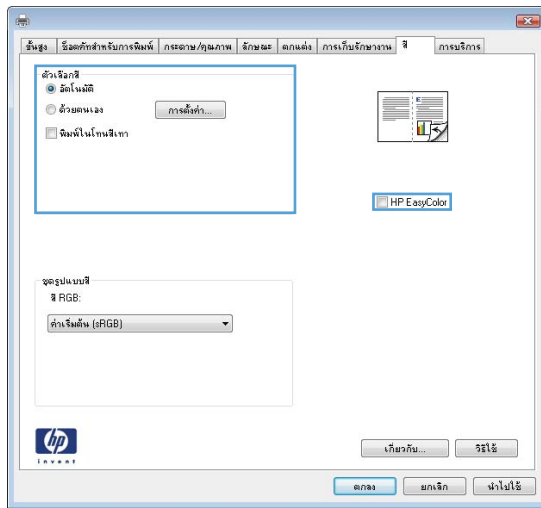 ขั้นสูง ช็อตคัทสำหรับการพิมพ์ กระดาษ/คุณภาพ ลักษณะ ตกแต่ง การเก็บรักษางาน สี การบริการ
ตัวเลือกสี
อัตโนมัติ
ด้วยตนเอง การตั้งค่า...
พิมพ์ในโทนสีเทา
HP EasyColor
ชุดรูปแบบสี
สี RGB:
ค่าเริ่มต้น (sRGB)
hp
invent
เกี่ยวกับ... วิธีใช้
ตกลง ยกเลิก นำไปใช้